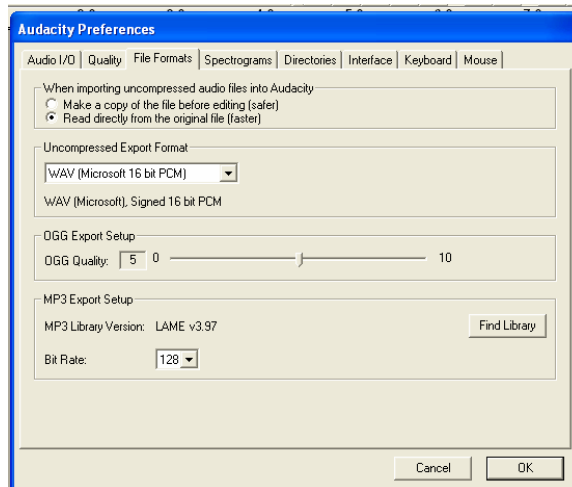 Audacity Preferences
Audio I/O Quality File Formats Spectrograms Directories Interface Keyboard Mouse
When importing uncompressed audio files into Audacity
Make a copy of the file before editing (safer)
Read directly from the original file (faster)
Uncompressed Export Format
WAV (Microsoft 16 bit PCM)
WAV (Microsoft), Signed 16 bit PCM
OGG Export Setup
OGG Quality: 5 0 10
MP3 Export Setup
MP3 Library Version: LAME v3.97 Find Library
Bit Rate: 128
Cancel OK